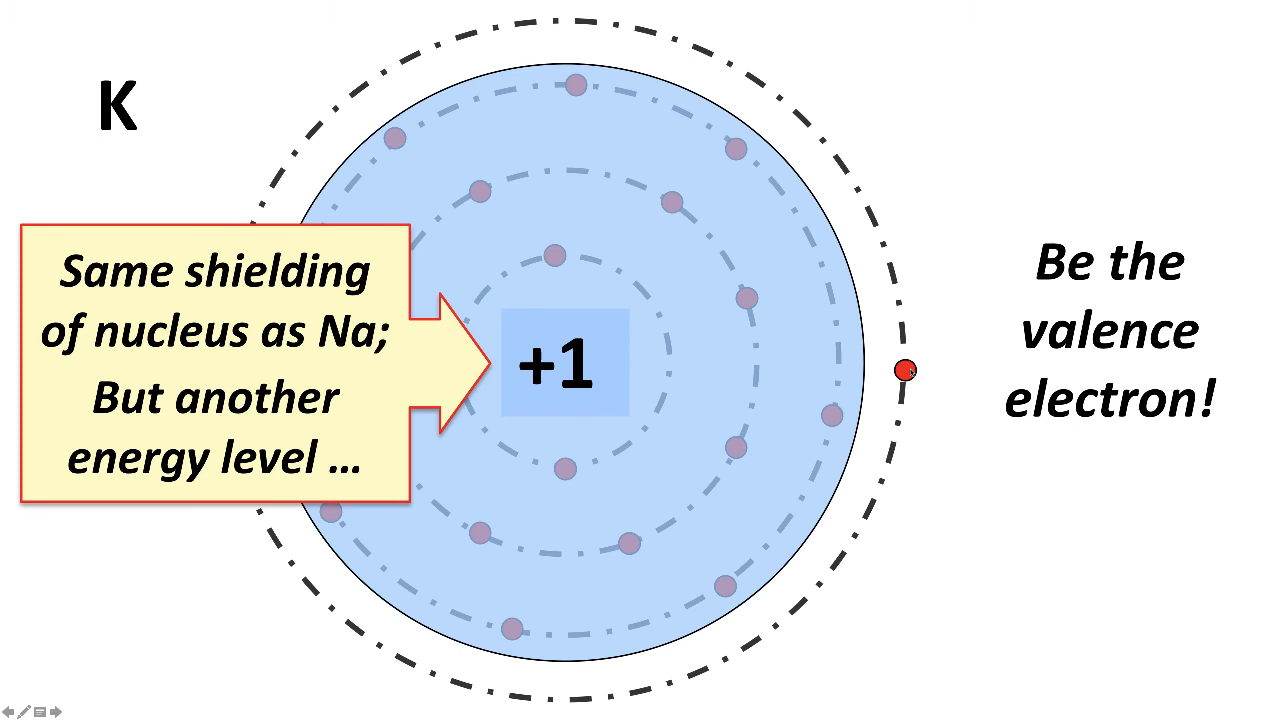 K
Same shielding
of nucleus as Na;
But another
energy level ...
+1
Be the
valence
electron!